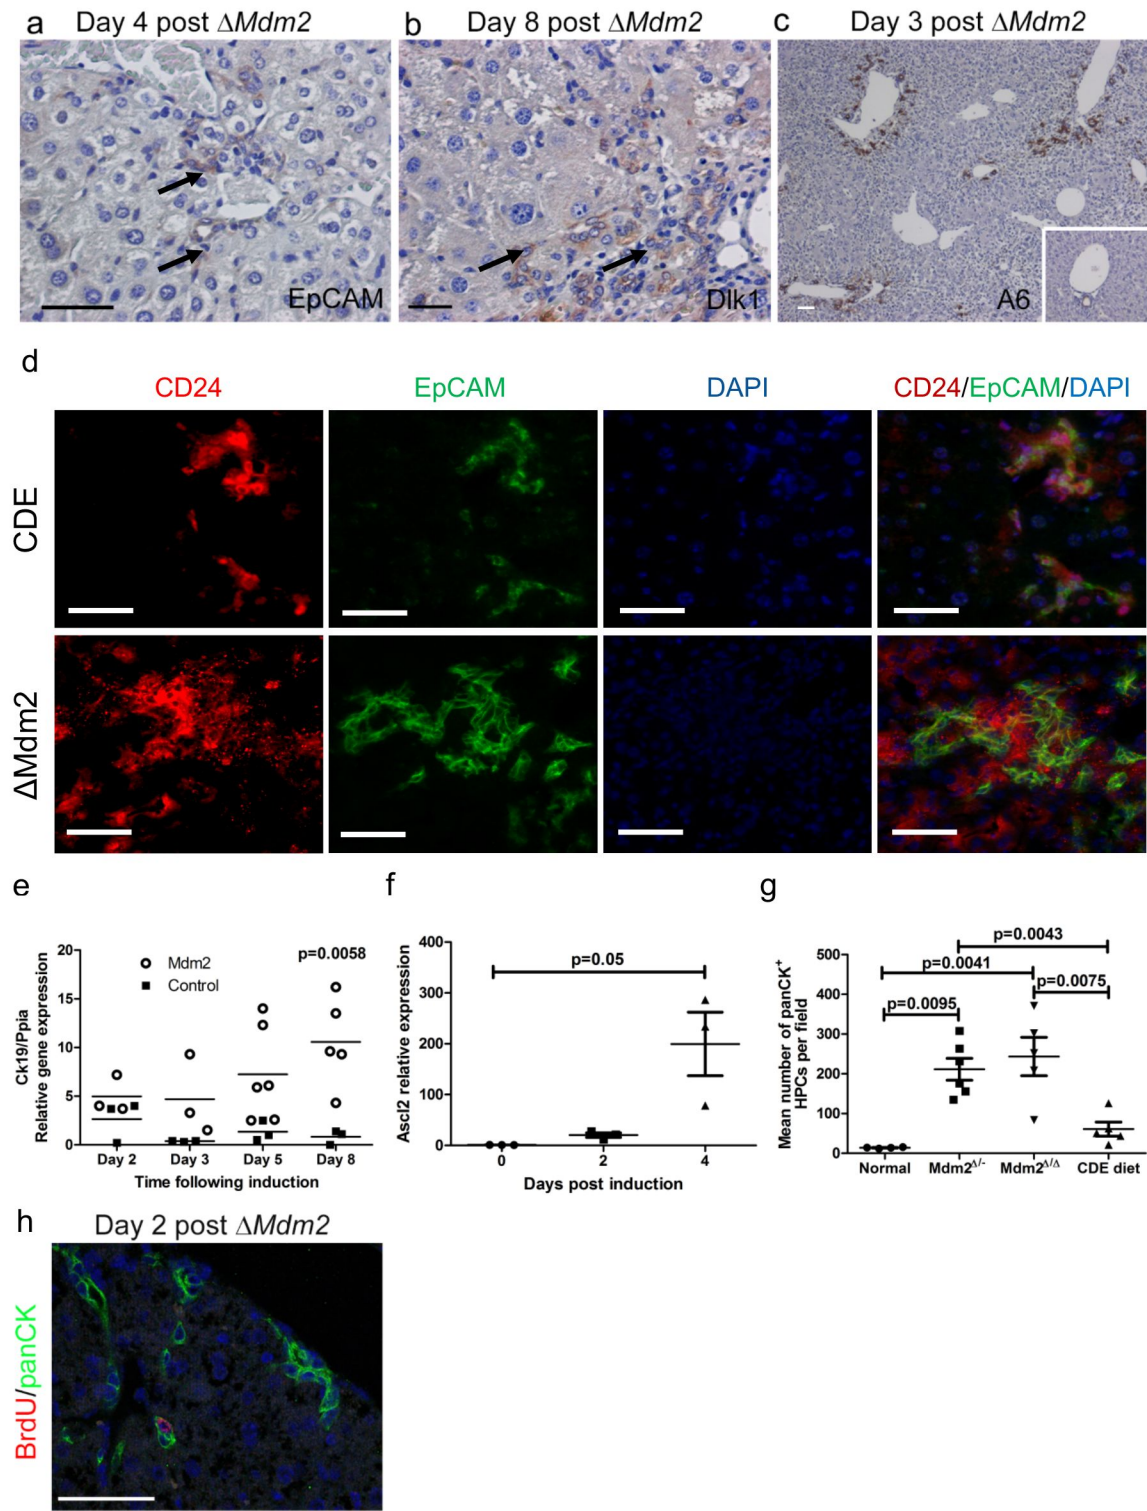 a Day 4 post ΔMdm2
b Day 8 post ΔMdm2
c Day 3 post ΔMdm2
EpCAM
Dlk1
A6
d
CD24
EpCAM
DAPI
CD24/EpCAM/DAPI
CDE
ΔMdm2
e
20
15
10
5
0
Ck19/Ppia
Relative gene expression
Mdm2
Control
p=0.0058
Day 2
Day 3
Day 5
Day 8
Time following induction
f
400
300
200
100
0
Ascl2 relative expression
p=0.05
0
2
4
Days post induction
g
500
400
300
200
100
0
Mean number of panCK⁺
HPCs per field
p=0.0043
p=0.0041
p=0.0075
p=0.0095
Normal
Mdm2^Δ/-
Mdm2^Δ/Δ
CDE diet
h
Day 2 post ΔMdm2
BrdU/panCK